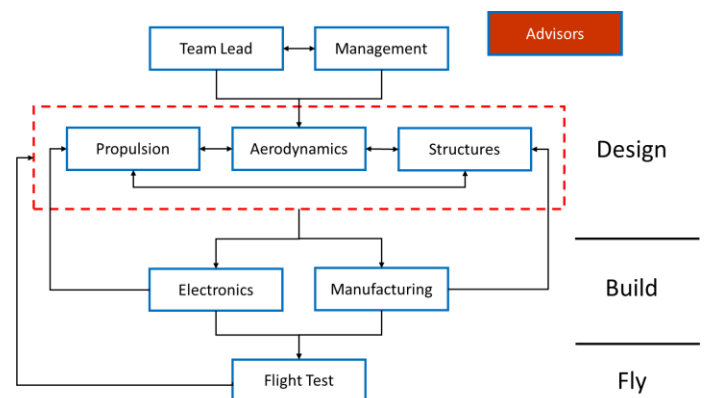 Team Lead
Management
Advisors
Propulsion
Aerodynamics
Structures
Design
Electronics
Manufacturing
Build
Flight Test
Fly